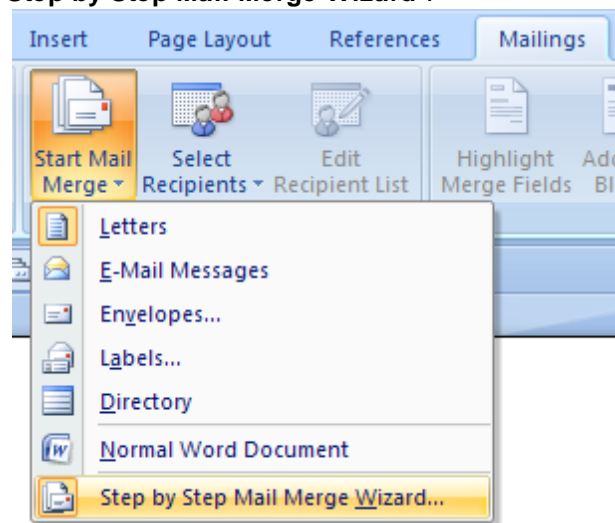 Step by Step Mail Merge Wizard".
Insert Page Layout References Mailings
Start Mail Merge Select Recipients Edit Recipient List Highlight Merge Fields
Letters
E-Mail Messages
Envelopes...
Labels...
Directory
Normal Word Document
Step by Step Mail Merge Wizard...